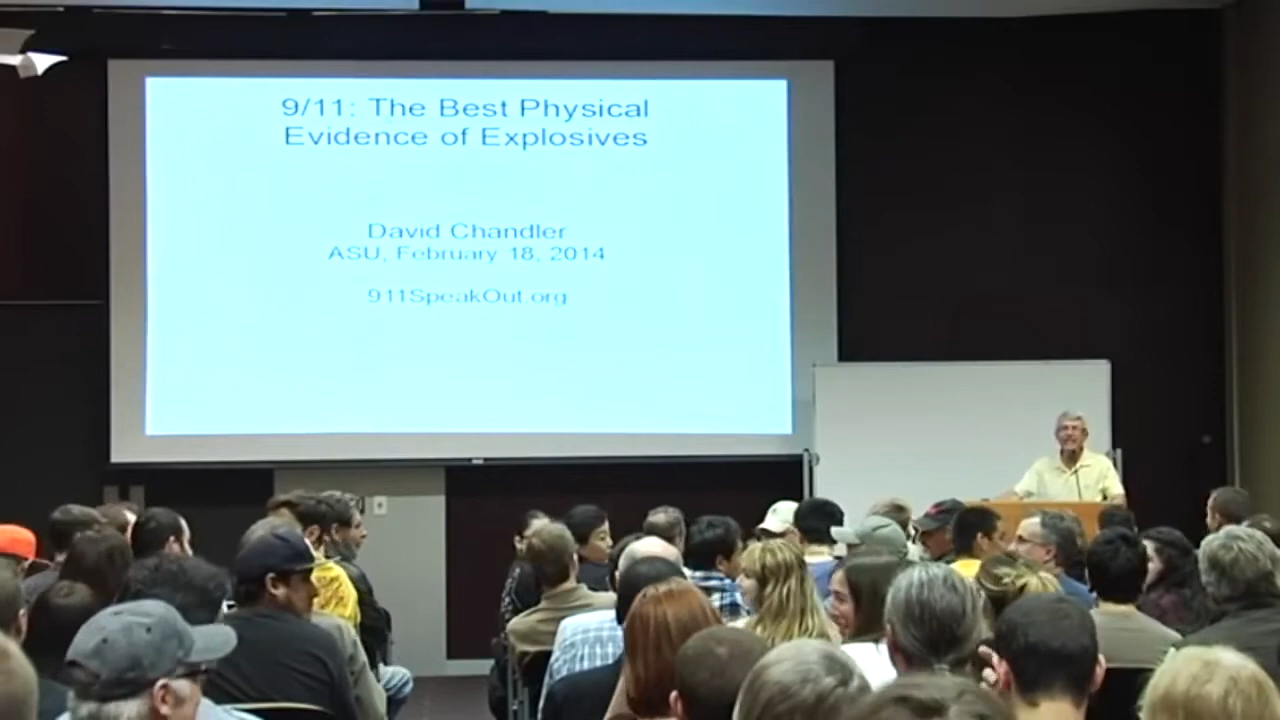 9/11: The Best Physical
Evidence of Explosives
David Chandler
ASU, February 18, 2014
911SpeakOut.org